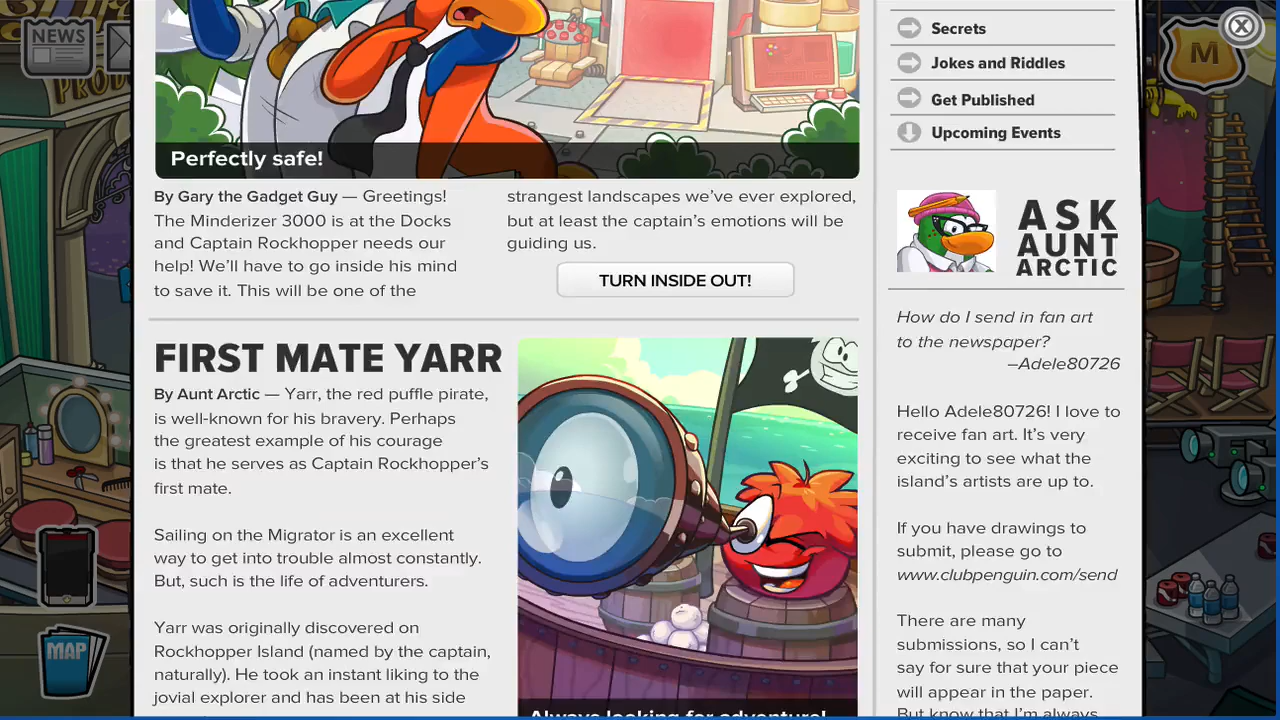 NEWS
PROD
M
MAP
Perfectly safe!
By Gary the Gadget Guy — Greetings!
The Minderizer 3000 is at the Docks
and Captain Rockhopper needs our
help! We’ll have to go inside his mind
to save it. This will be one of the
strangest landscapes we’ve ever explored,
but at least the captain’s emotions will be
guiding us.
TURN INSIDE OUT!
FIRST MATE YARR
By Aunt Arctic — Yarr, the red puffle pirate,
is well-known for his bravery. Perhaps
the greatest example of his courage
is that he serves as Captain Rockhopper’s
first mate.
Sailing on the Migrator is an excellent
way to get into trouble almost constantly.
But, such is the life of adventurers.
Yarr was originally discovered on
Rockhopper Island (named by the captain,
naturally). He took an instant liking to the
jovial explorer and has been at his side
Always looking for adventure!
Secrets
Jokes and Riddles
Get Published
Upcoming Events
ASK
AUNT
ARCTIC
How do I send in fan art
to the newspaper?
–Adele80726
Hello Adele80726! I love to
receive fan art. It’s very
exciting to see what the
island’s artists are up to.
If you have drawings to
submit, please go to
www.clubpenguin.com/send
There are many
submissions, so I can’t
say for sure that your piece
will appear in the paper.
But know that I’m always